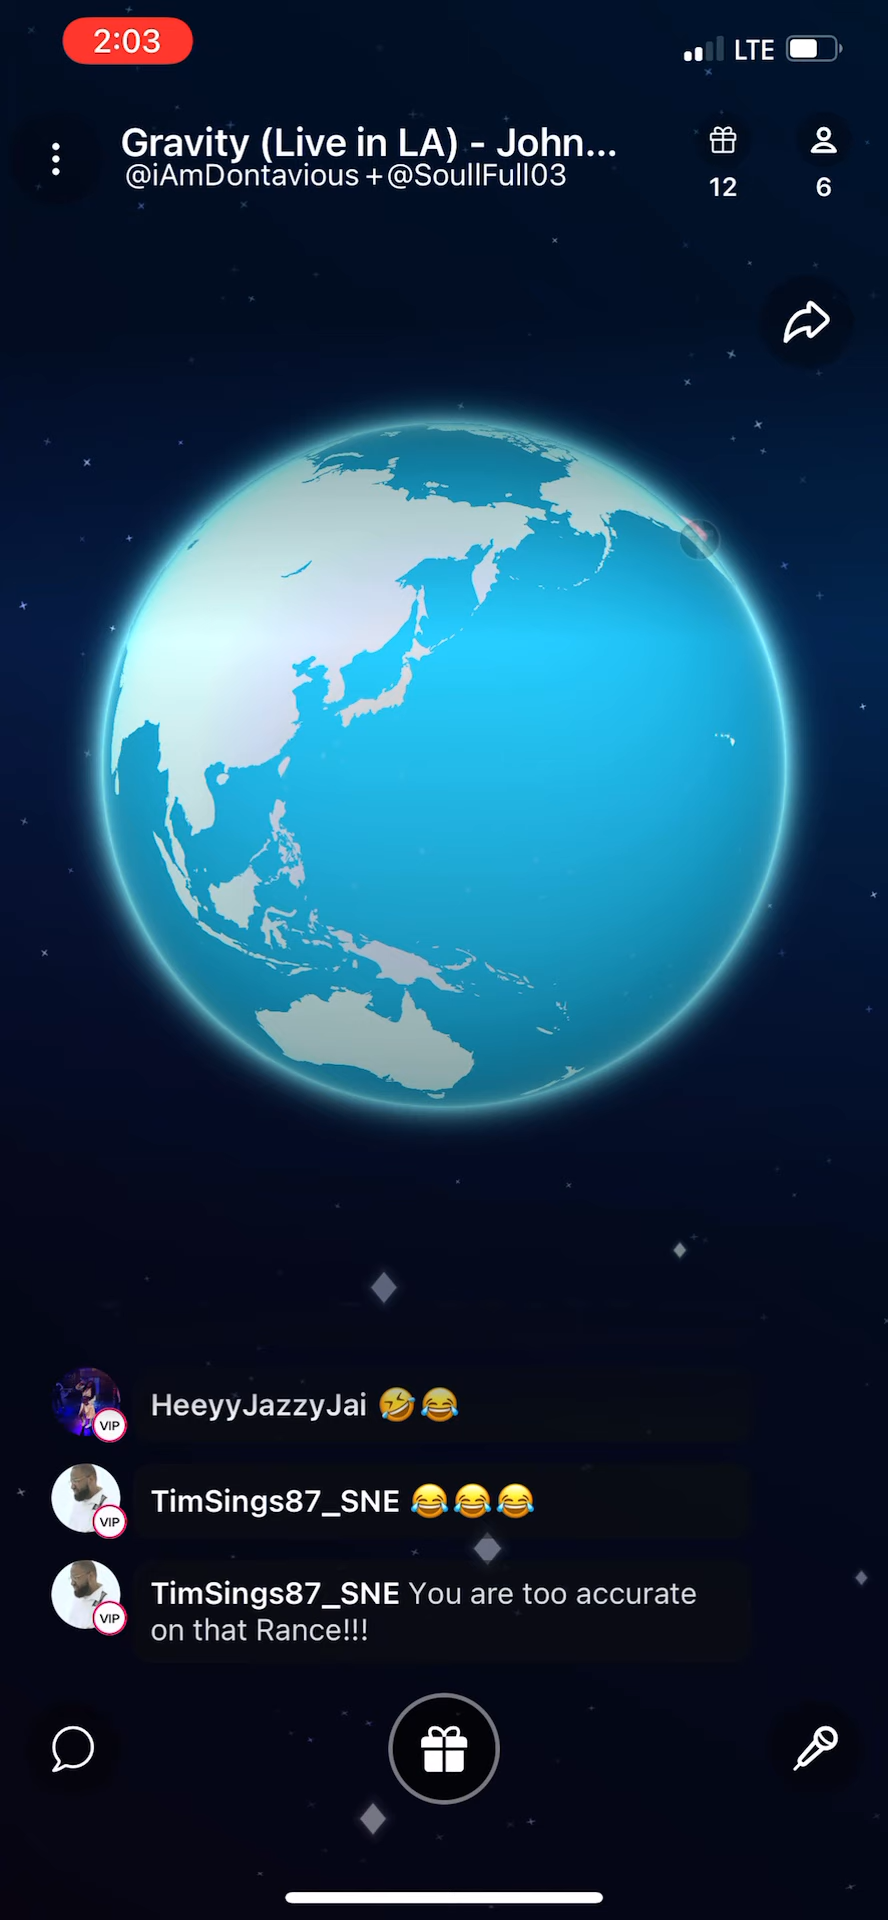 2:03
LTE
Gravity (Live in LA) - John...
@iAmDontavious + @SoulIFull03
12
6
HeeyyJazzyJai 🤣😂
VIP
TimSings87_SNE 😂😂😂
VIP
TimSings87_SNE You are too accurate
on that Rance!!!
VIP